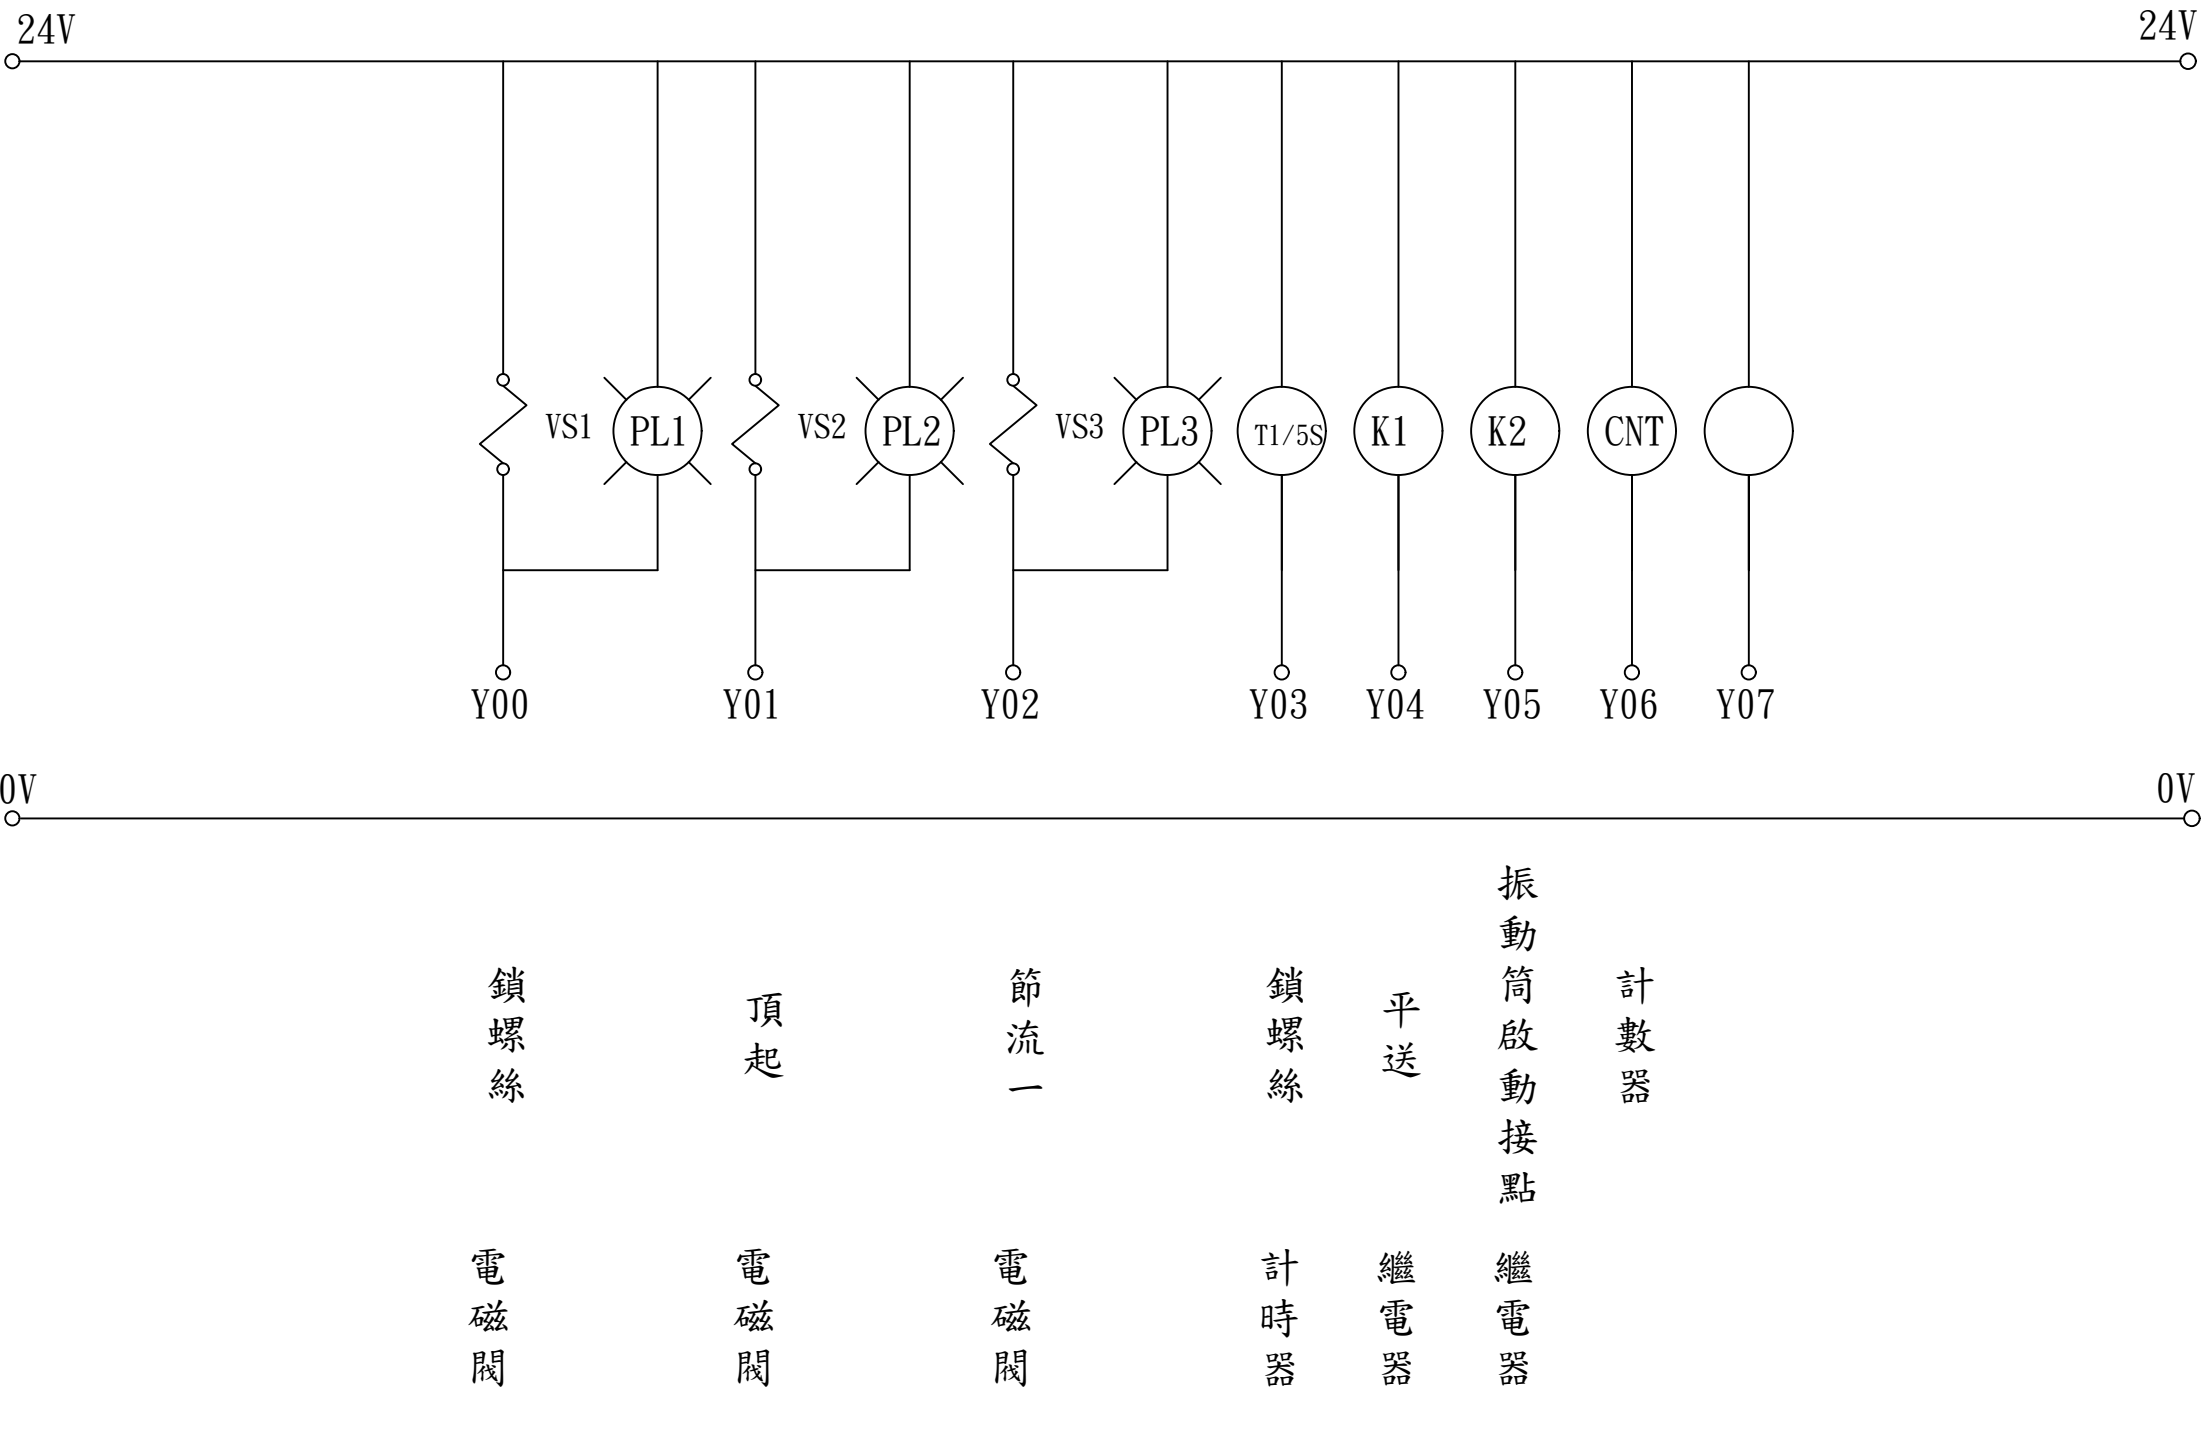 24V
24V
VS1
PL1
VS2
PL2
VS3
PL3
T1/5S
K1
K2
CNT
Y00
Y01
Y02
Y03
Y04
Y05
Y06
Y07
0V
0V
鎖螺絲
頂起
節流一
鎖螺絲
平送
振動筒啟動接點
計數器
電磁閥
電磁閥
電磁閥
計時器
繼電器
繼電器